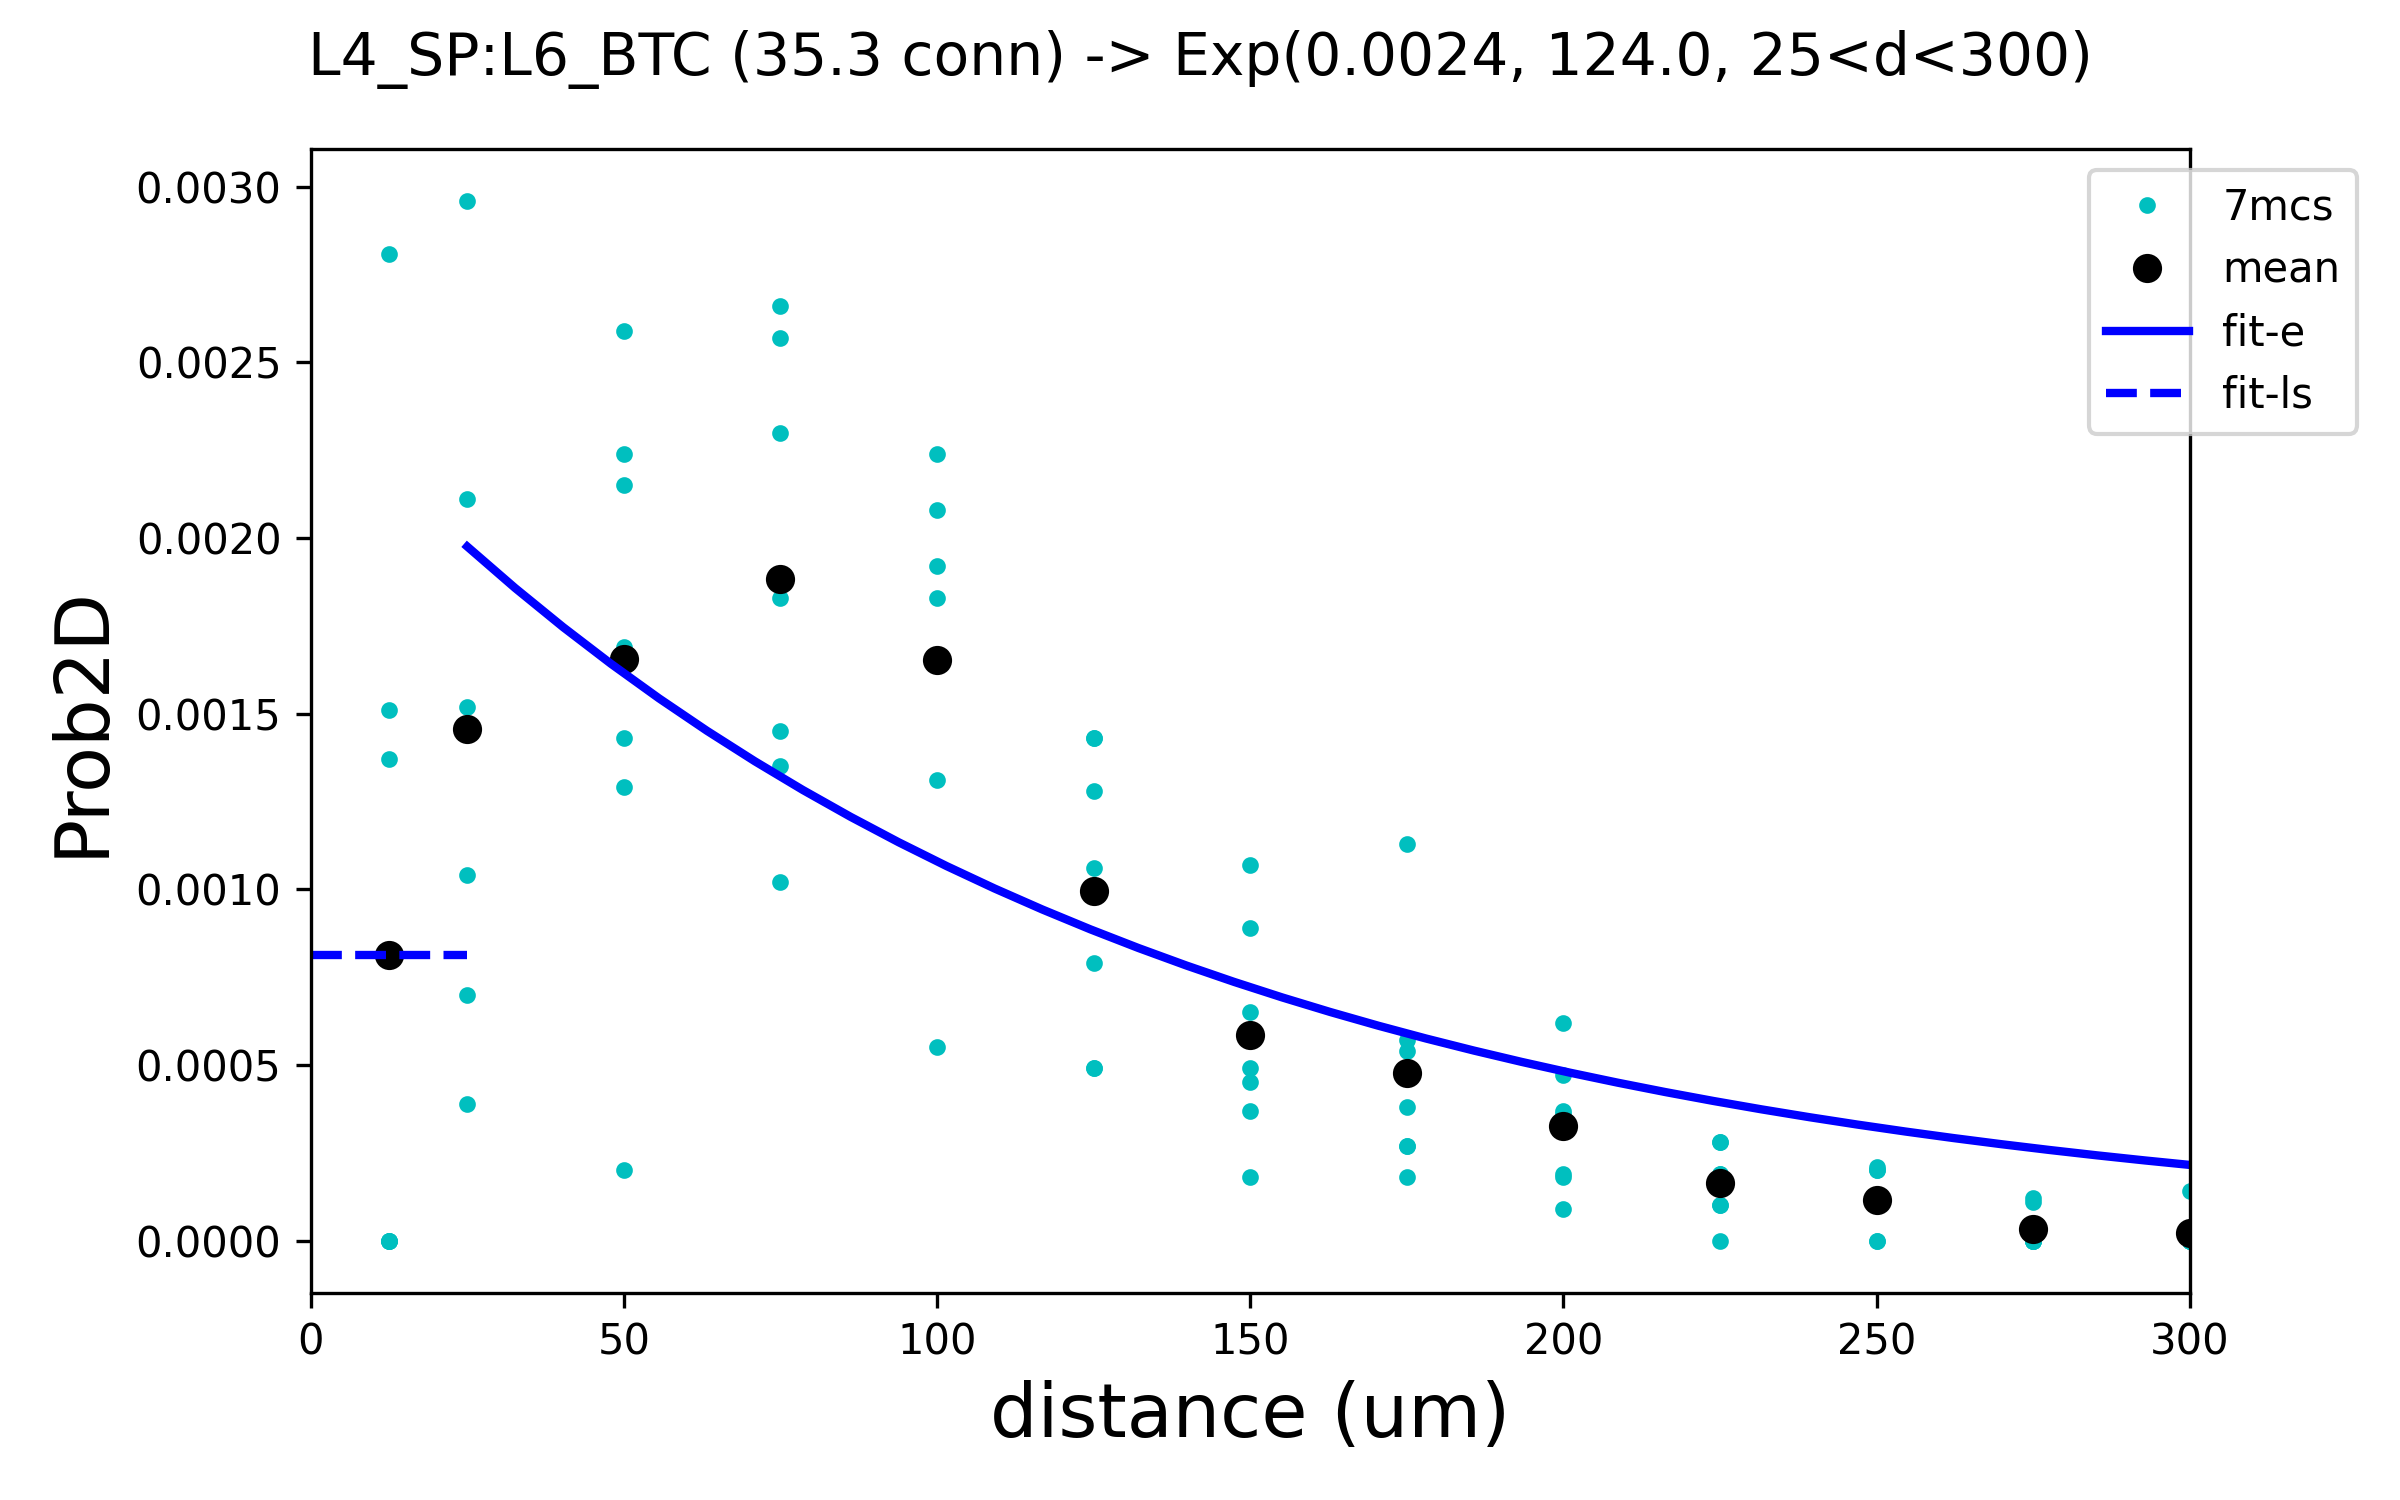 L4_SP:L6_BTC (35.3 conn) -> Exp(0.0024, 124.0, 25<d<300)
0.0030
0.0025
0.0020
0.0015
0.0010
0.0005
0.0000
Prob2D
7mcs
mean
fit-e
fit-ls
0 50 100 150 200 250 300
distance (um)